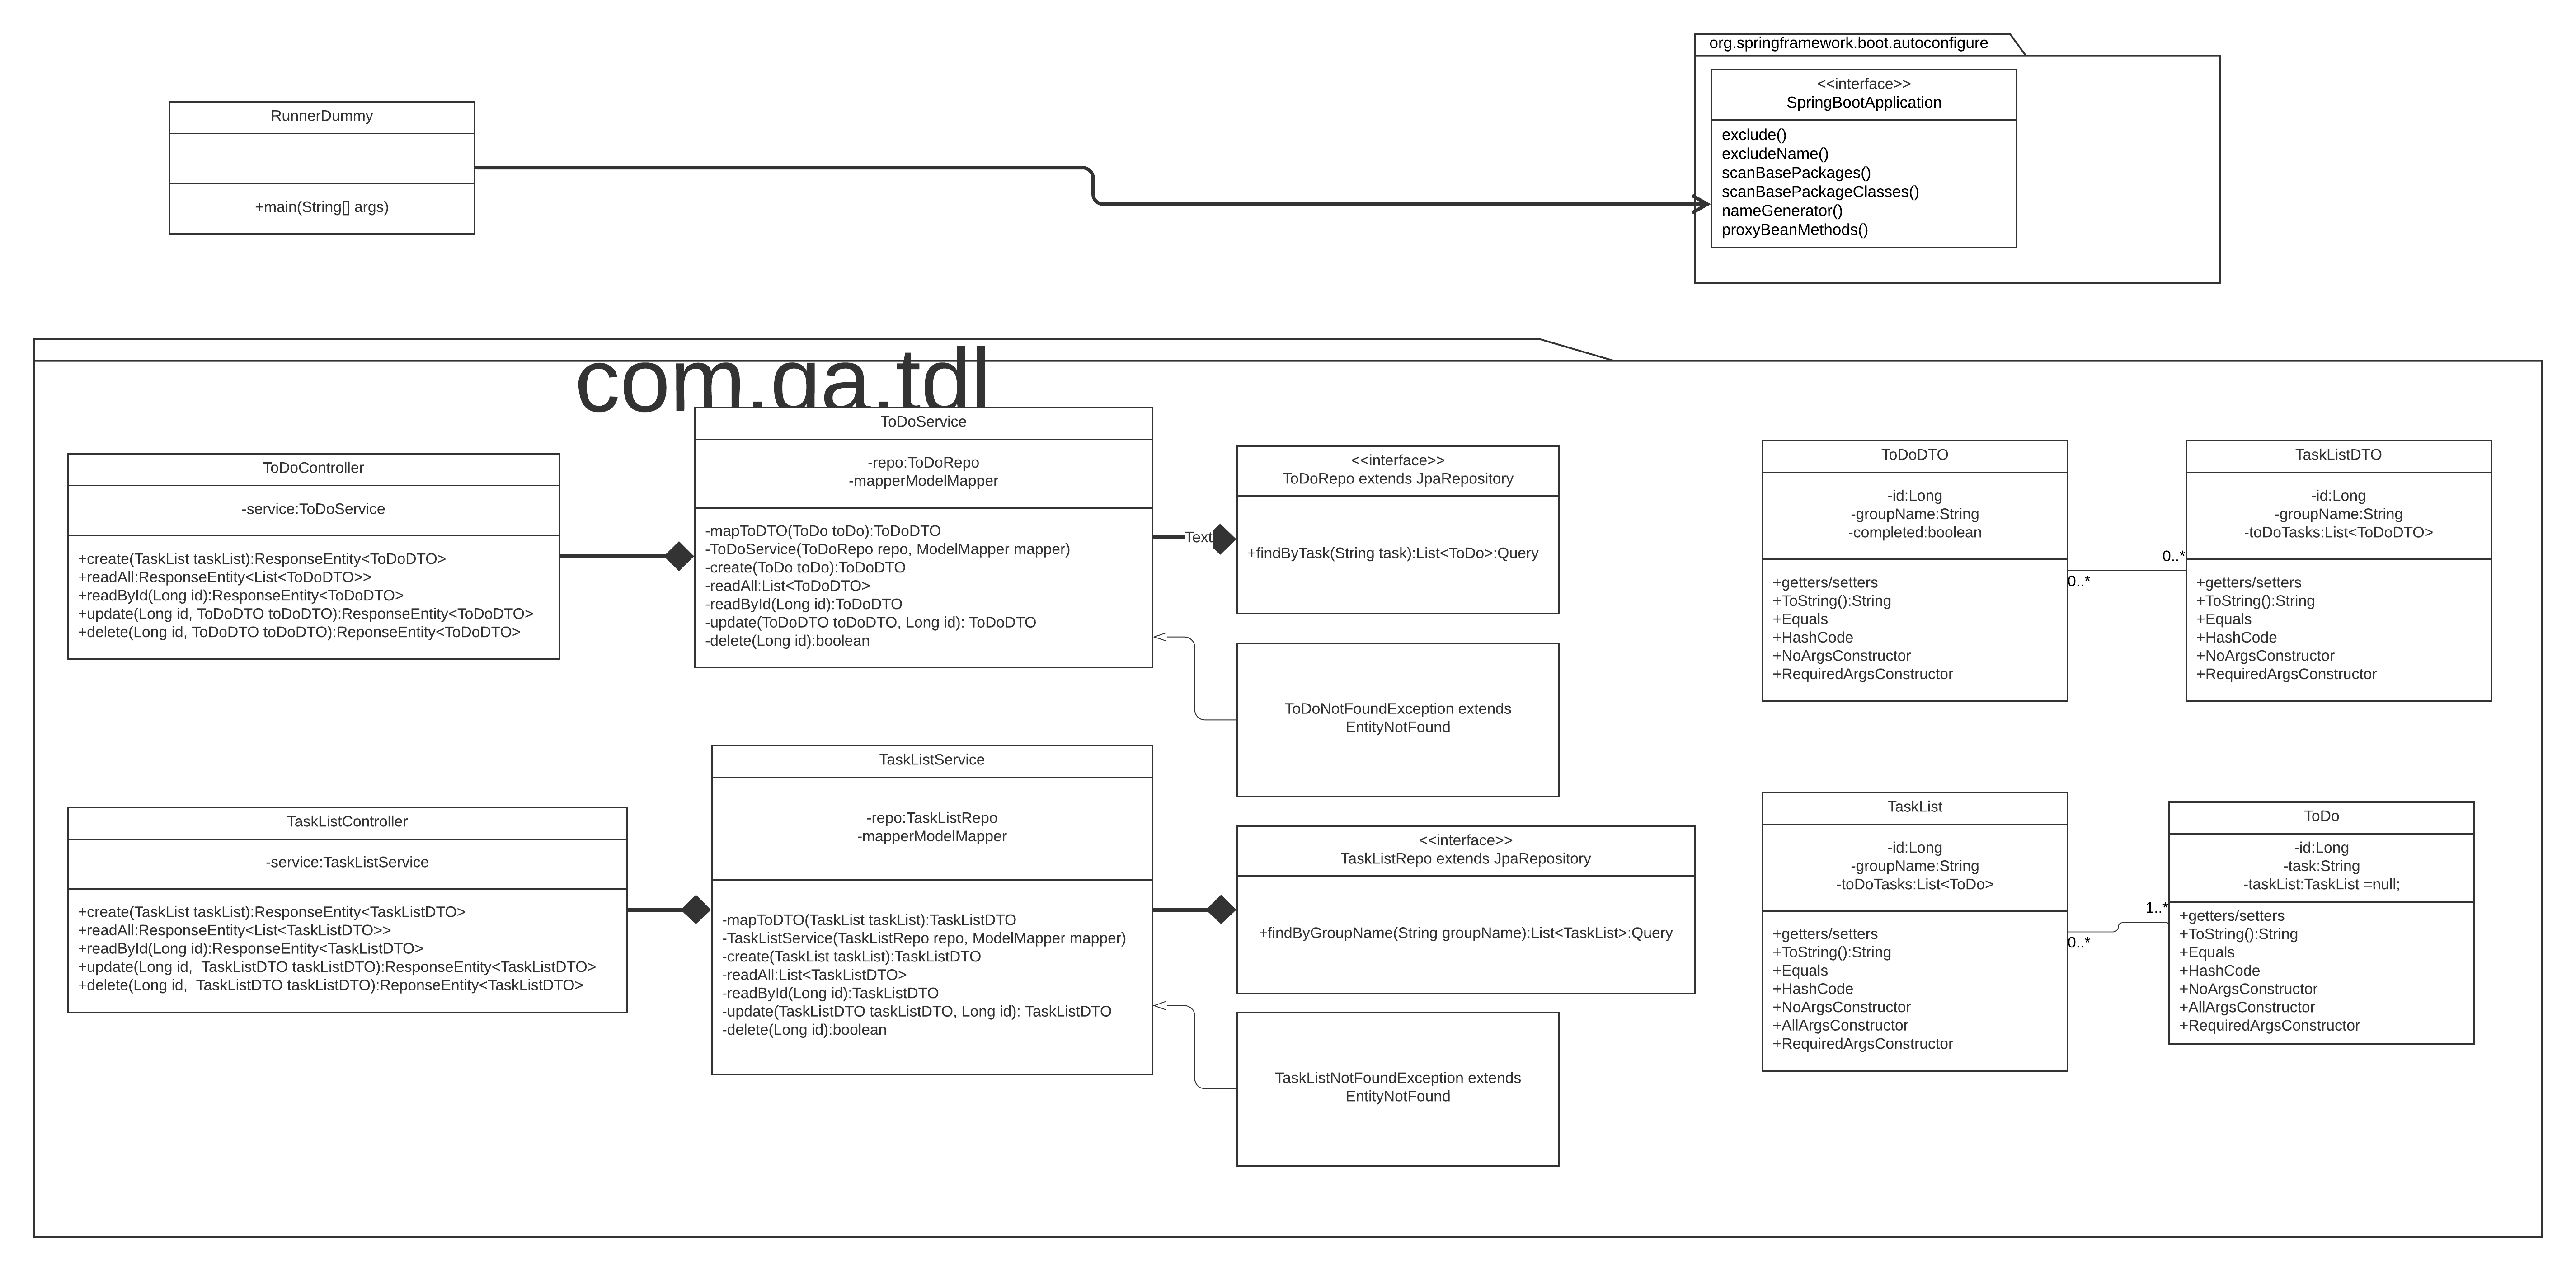 org.springframework.boot.autoconfigure
<<interface>>
SpringBootApplication
exclude()
excludeName()
scanBasePackages()
scanBasePackageClasses()
nameGenerator()
proxyBeanMethods()
RunnerDummy
+main(String[] args)
com.qa.tdl
ToDoController
-service:ToDoService
+create(TaskList taskList):ResponseEntity<ToDoDTO>
+readAll:ResponseEntity<List<ToDoDTO>>
+readById(Long id):ResponseEntity<ToDoDTO>
+update(Long id, ToDoDTO toDoDTO):ResponseEntity<ToDoDTO>
+delete(Long id, ToDoDTO toDoDTO):ReponseEntity<ToDoDTO>
ToDoService
-repo:ToDoRepo
-mapperModelMapper
-mapToDTO(ToDo toDo):ToDoDTO
-ToDoService(ToDoRepo repo, ModelMapper mapper)
-create(ToDo toDo):ToDoDTO
-readAll:List<ToDoDTO>
-readById(Long id):ToDoDTO
-update(ToDoDTO toDoDTO, Long id): ToDoDTO
-delete(Long id):boolean
Text
<<interface>>
ToDoRepo extends JpaRepository
+findByTask(String task):List<ToDo>:Query
ToDoNotFoundException extends
EntityNotFound
ToDoDTO
-id:Long
-groupName:String
-completed:boolean
+getters/setters
+ToString():String
+Equals
+HashCode
+NoArgsConstructor
+RequiredArgsConstructor
0..*
0..*
TaskListDTO
-id:Long
-groupName:String
-toDoTasks:List<ToDoDTO>
+getters/setters
+ToString():String
+Equals
+HashCode
+NoArgsConstructor
+RequiredArgsConstructor
TaskListController
-service:TaskListService
+create(TaskList taskList):ResponseEntity<TaskListDTO>
+readAll:ResponseEntity<List<TaskListDTO>>
+readById(Long id):ResponseEntity<TaskListDTO>
+update(Long id,  TaskListDTO taskListDTO):ResponseEntity<TaskListDTO>
+delete(Long id,  TaskListDTO taskListDTO):ReponseEntity<TaskListDTO>
TaskListService
-repo:TaskListRepo
-mapperModelMapper
-mapToDTO(TaskList taskList):TaskListDTO
-TaskListService(TaskListRepo repo, ModelMapper mapper)
-create(TaskList taskList):TaskListDTO
-readAll:List<TaskListDTO>
-readById(Long id):TaskListDTO
-update(TaskListDTO taskListDTO, Long id): TaskListDTO
-delete(Long id):boolean
<<interface>>
TaskListRepo extends JpaRepository
+findByGroupName(String groupName):List<TaskList>:Query
TaskListNotFoundException extends
EntityNotFound
TaskList
-id:Long
-groupName:String
-toDoTasks:List<ToDo>
+getters/setters
+ToString():String
+Equals
+HashCode
+NoArgsConstructor
+AllArgsConstructor
+RequiredArgsConstructor
1..*
0..*
ToDo
-id:Long
-task:String
-taskList:TaskList =null;
+getters/setters
+ToString():String
+Equals
+HashCode
+NoArgsConstructor
+AllArgsConstructor
+RequiredArgsConstructor